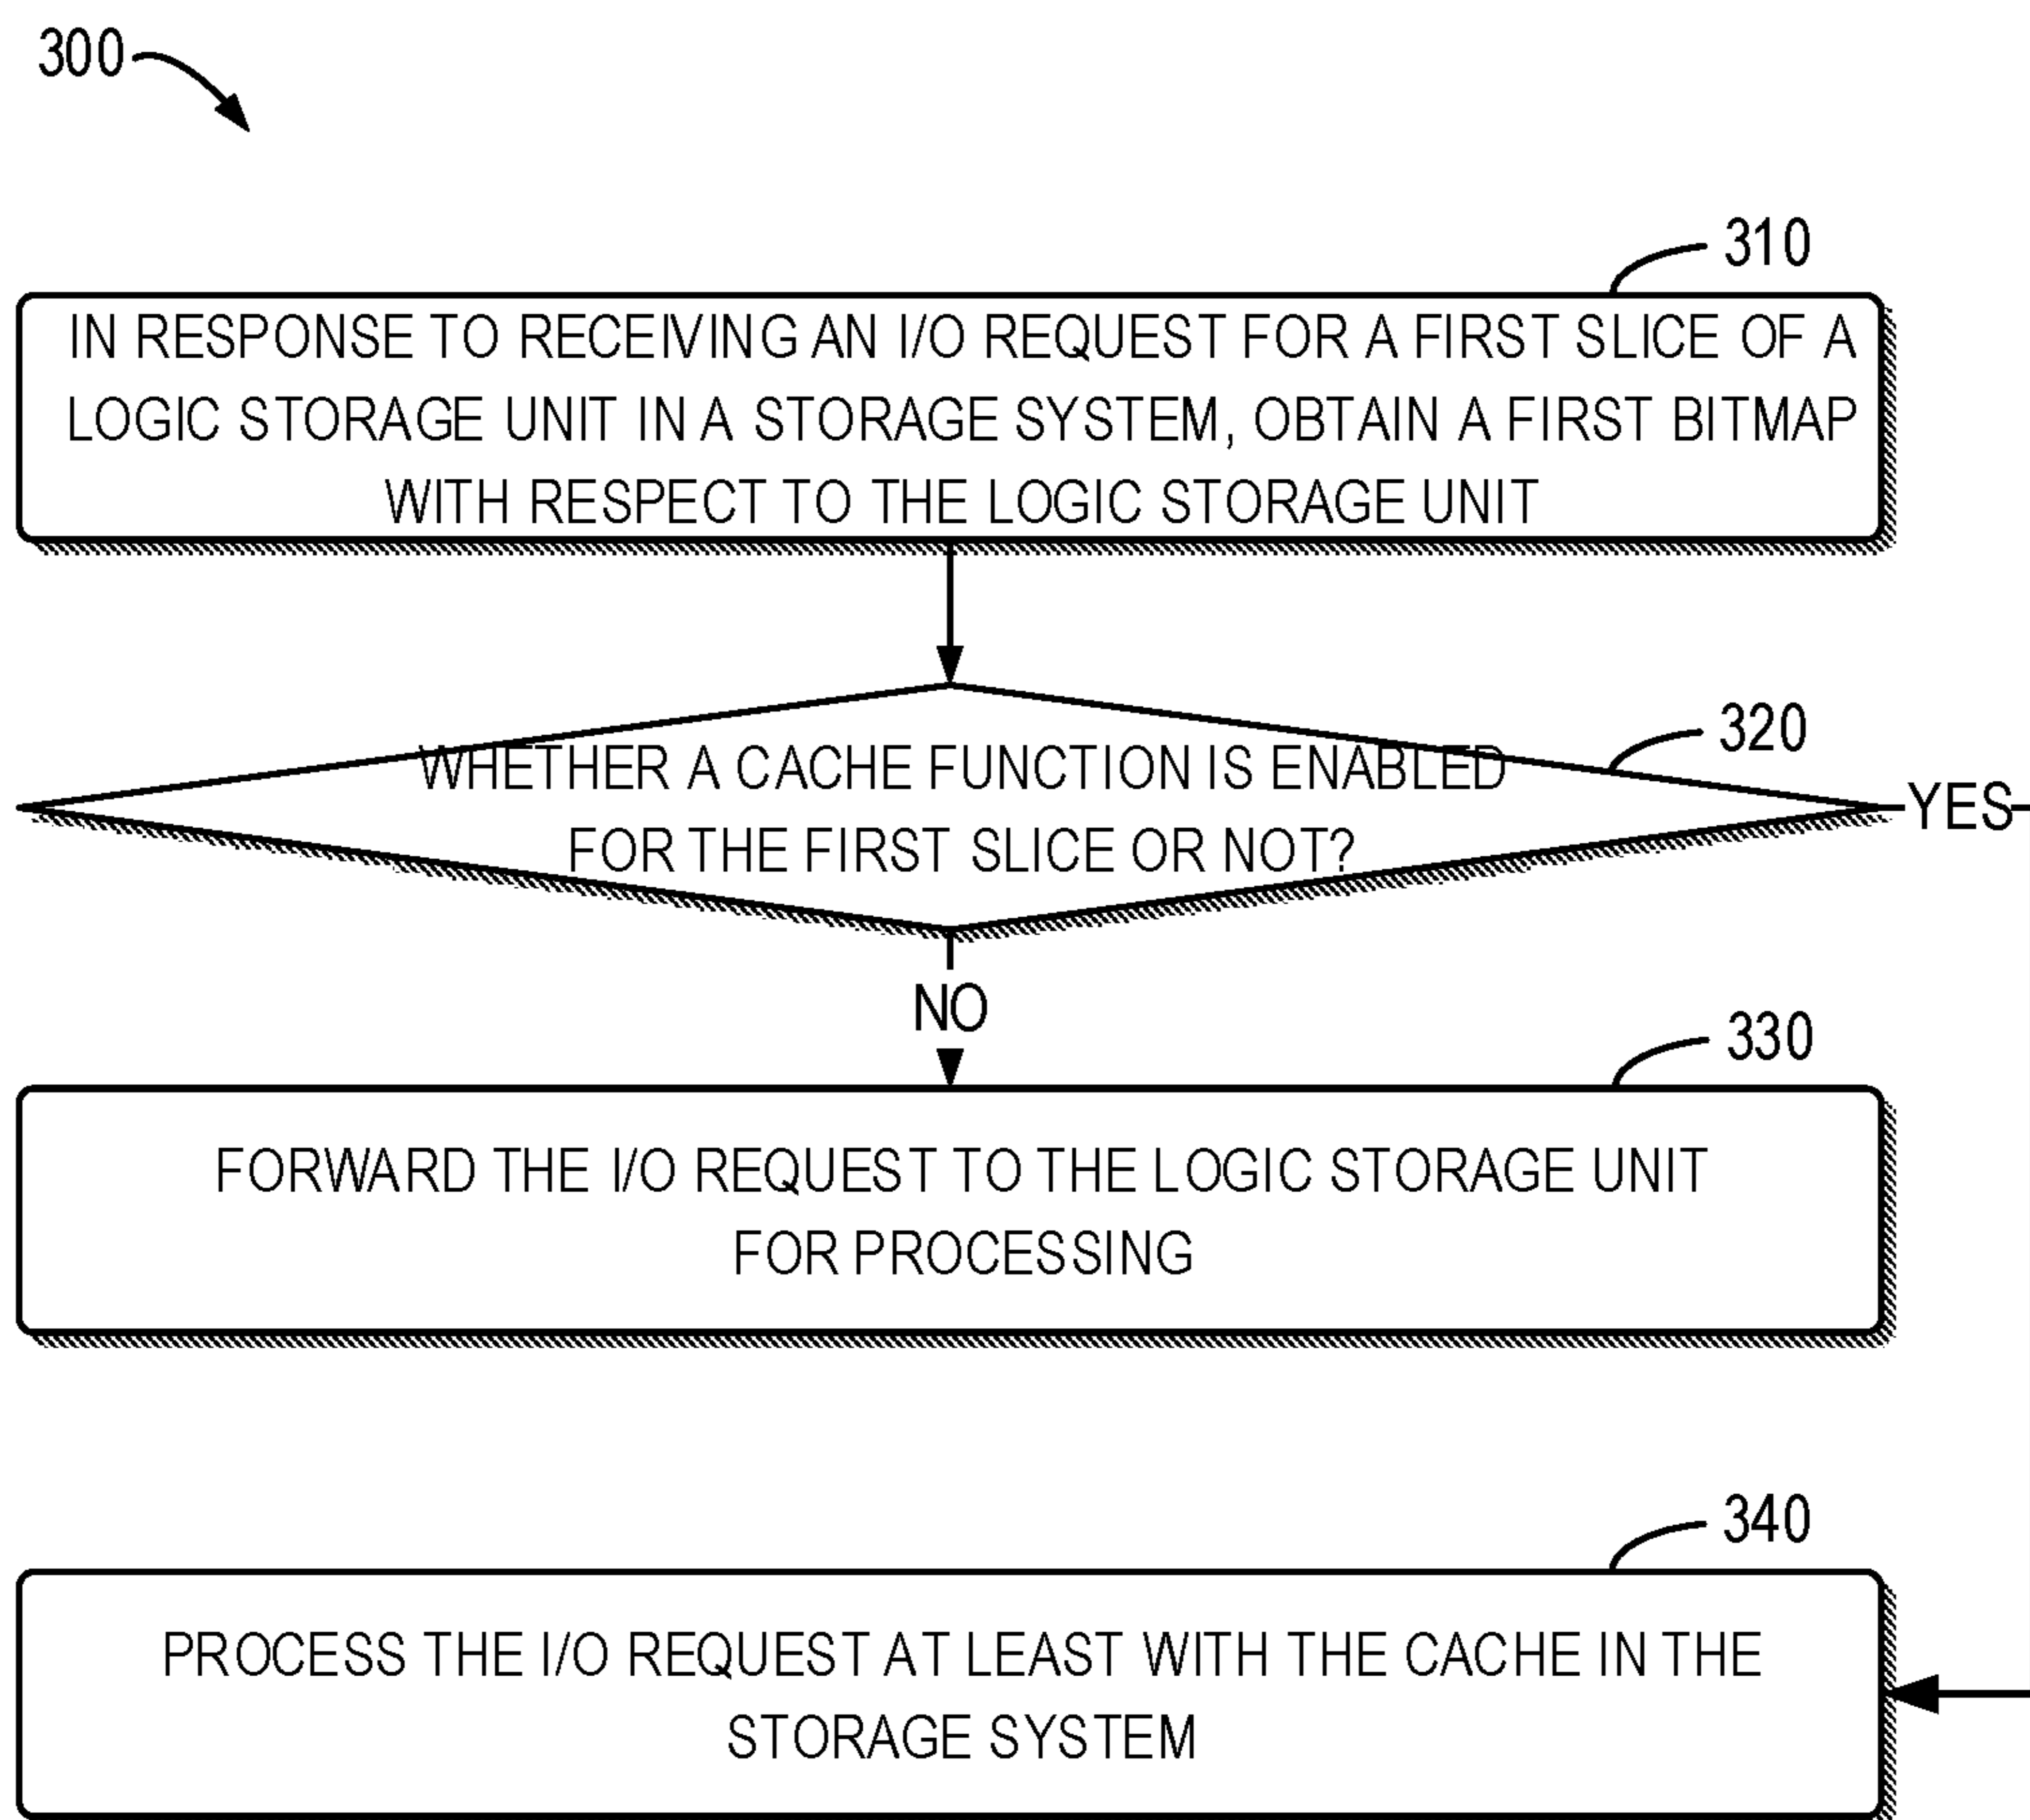 300
310
IN RESPONSE TO RECEIVING AN I/O REQUEST FOR A FIRST SLICE OF A
LOGIC STORAGE UNIT IN A STORAGE SYSTEM, OBTAIN A FIRST BITMAP
WITH RESPECT TO THE LOGIC STORAGE UNIT
320
WHETHER A CACHE FUNCTION IS ENABLED
FOR THE FIRST SLICE OR NOT?
YES
NO
330
FORWARD THE I/O REQUEST TO THE LOGIC STORAGE UNIT
FOR PROCESSING
340
PROCESS THE I/O REQUEST AT LEAST WITH THE CACHE IN THE
STORAGE SYSTEM